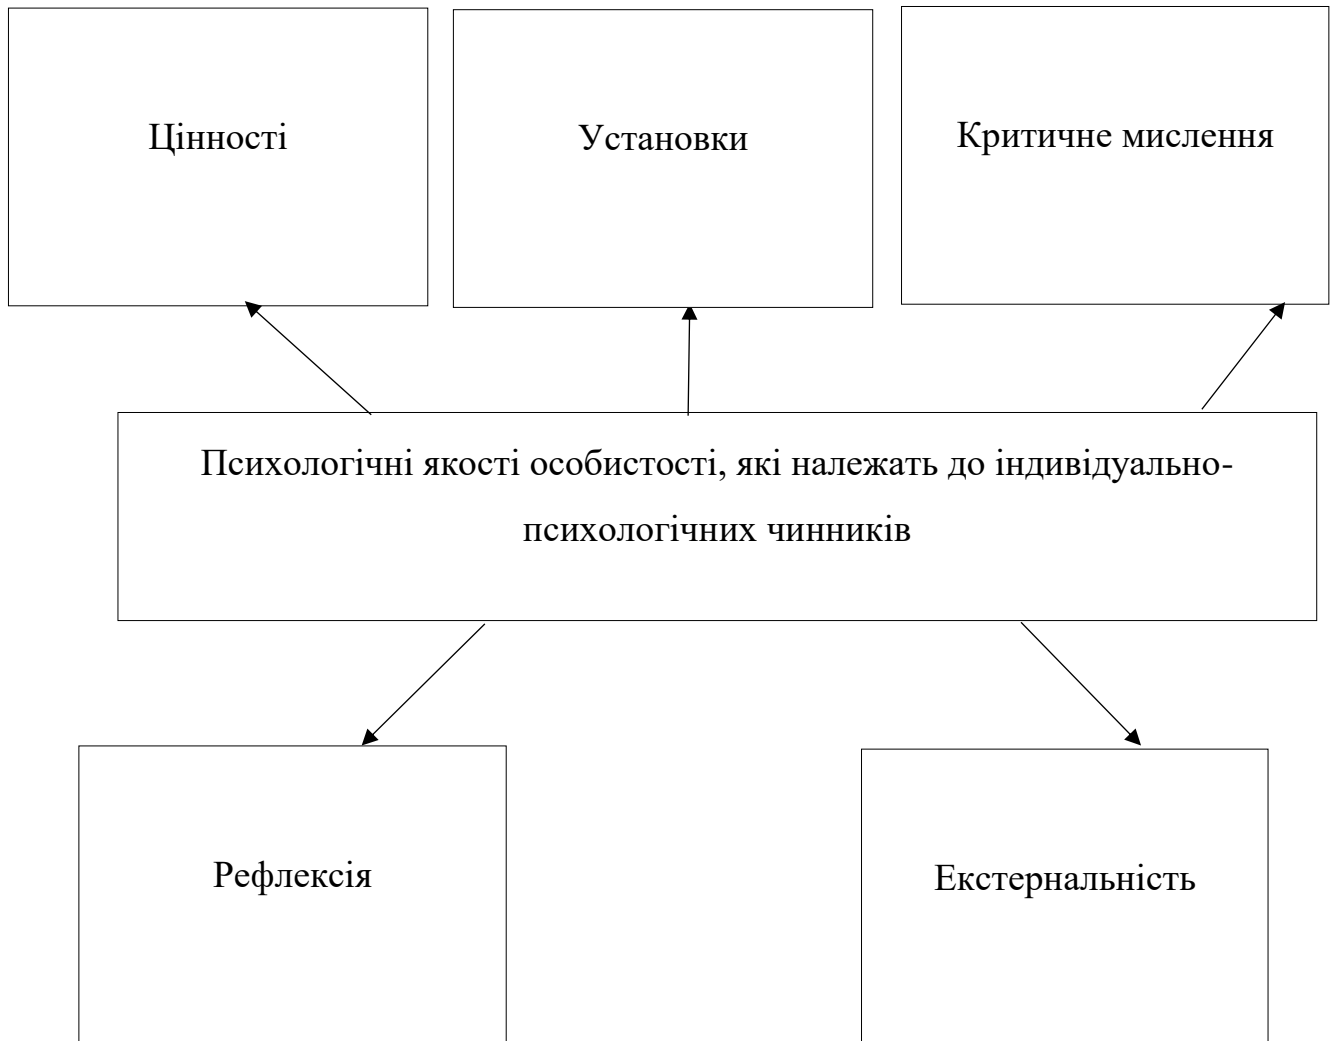 Цінності
Установки
Критичне мислення
Психологічні якості особистості, які належать до індивідуально-
психологічних чинників
Рефлексія
Екстернальність